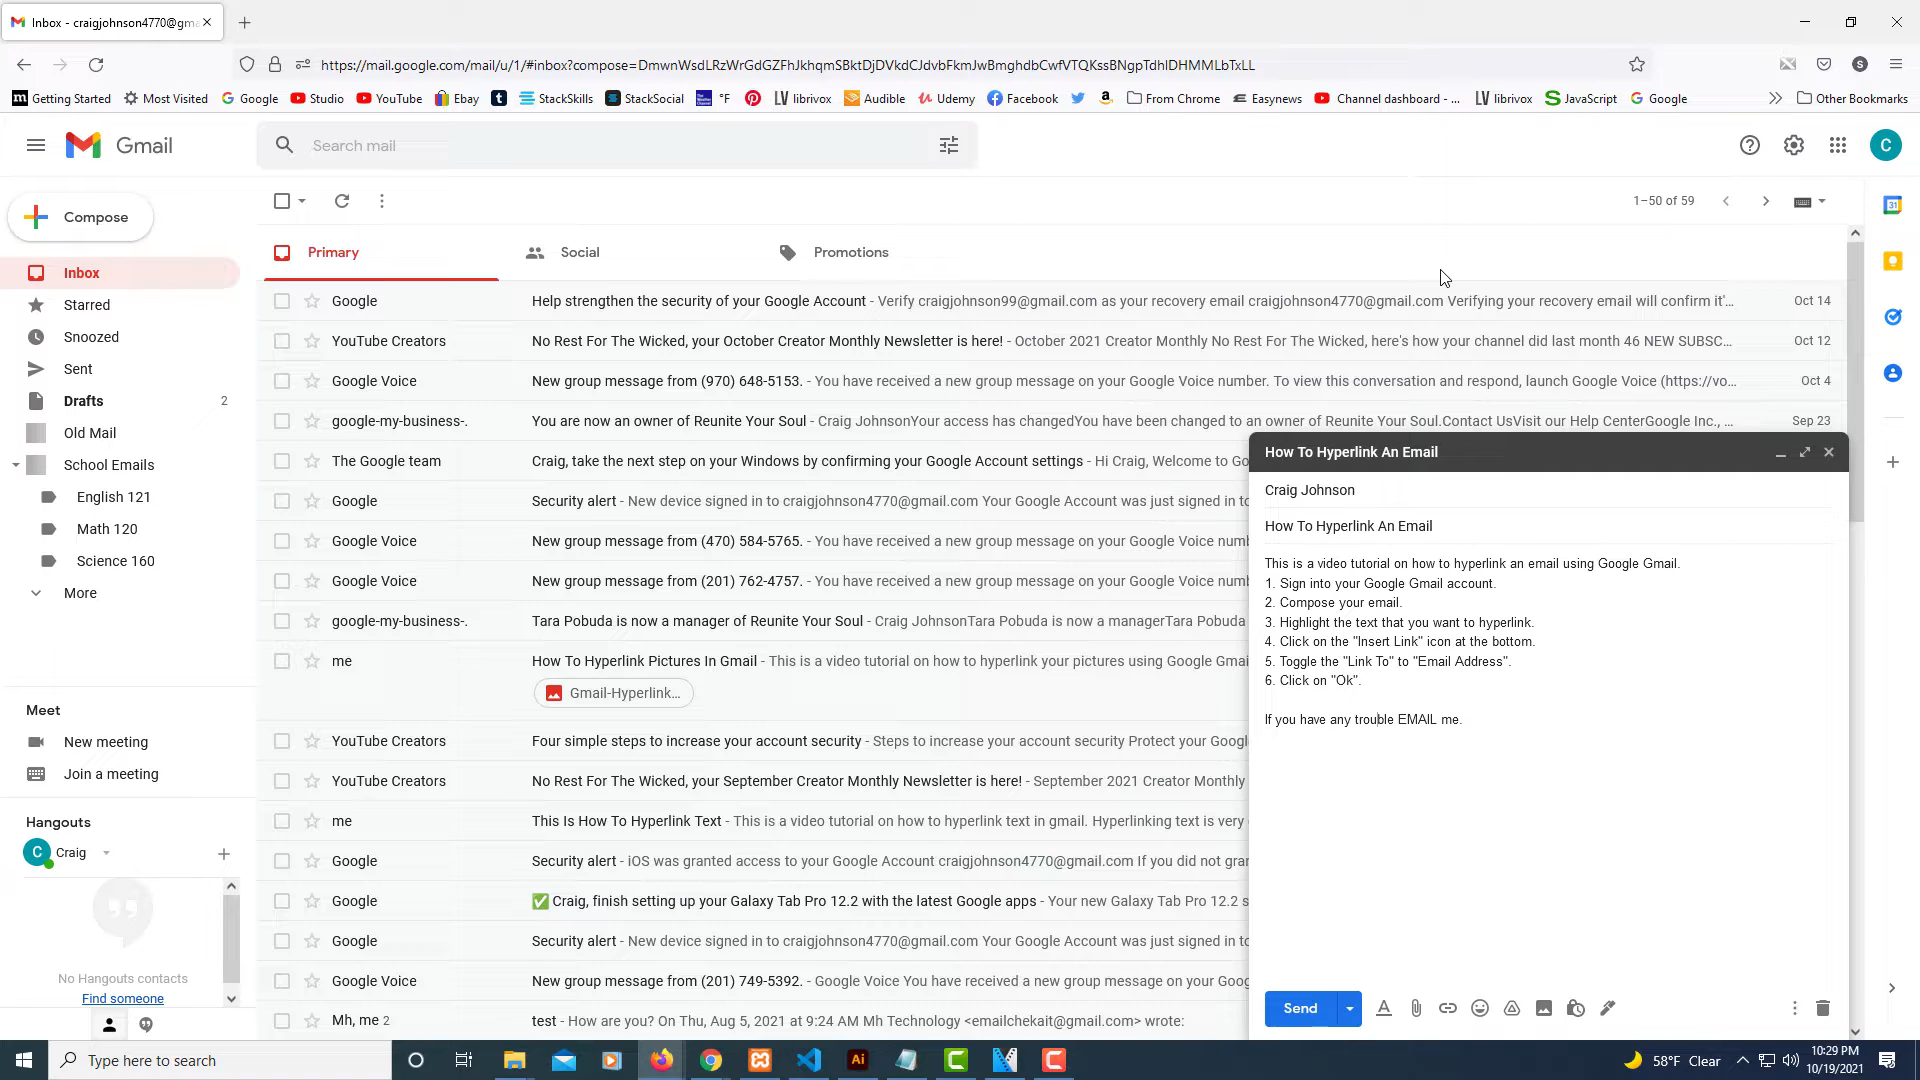 Inbox - craigjohnson4770@gm
https://mail.google.com/mail/u/1/#inbox?compose=DmwnWsdLRzWrGdGZFhJkhqmSBktDjDVkdCJdvbFkmJwBmghdbCwfVTQKssBNgpTdhlDHMMLbTxLL
Getting Started Most Visited Google Studio YouTube Ebay StackSkills StackSocial °F librivox Audible Udemy Facebook From Chrome Easynews Channel dashboard - ... librivox JavaScript Google Other Bookmarks
Gmail
Search mail
C
Compose
1–50 of 59
Inbox
Starred
Snoozed
Sent
Drafts 2
Old Mail
School Emails
English 121
Math 120
Science 160
More
Meet
New meeting
Join a meeting
Hangouts
C Craig
No Hangouts contacts
Find someone
Primary Social Promotions
Google Help strengthen the security of your Google Account - Verify craigjohnson99@gmail.com as your recovery email craigjohnson4770@gmail.com Verifying your recovery email will confirm it'... Oct 14
YouTube Creators No Rest For The Wicked, your October Creator Monthly Newsletter is here! - October 2021 Creator Monthly No Rest For The Wicked, here's how your channel did last month 46 NEW SUBSC... Oct 12
Google Voice New group message from (970) 648-5153. - You have received a new group message on your Google Voice number. To view this conversation and respond, launch Google Voice (https://vo... Oct 4
google-my-business-. You are now an owner of Reunite Your Soul - Craig JohnsonYour access has changedYou have been changed to an owner of Reunite Your Soul.Contact UsVisit our Help CenterGoogle Inc., ... Sep 23
The Google team Craig, take the next step on your Windows by confirming your Google Account settings - Hi Craig, Welcome to Go
Google Security alert - New device signed in to craigjohnson4770@gmail.com Your Google Account was just signed in to
Google Voice New group message from (470) 584-5765. - You have received a new group message on your Google Voice numb
Google Voice New group message from (201) 762-4757. - You have received a new group message on your Google Voice numb
google-my-business-. Tara Pobuda is now a manager of Reunite Your Soul - Craig JohnsonTara Pobuda is now a managerTara Pobuda
me How To Hyperlink Pictures In Gmail - This is a video tutorial on how to hyperlink your pictures using Google Gmai
Gmail-Hyperlink...
YouTube Creators Four simple steps to increase your account security - Steps to increase your account security Protect your Googl
YouTube Creators No Rest For The Wicked, your September Creator Monthly Newsletter is here! - September 2021 Creator Monthly
me This Is How To Hyperlink Text - This is a video tutorial on how to hyperlink text in gmail. Hyperlinking text is very
Google Security alert - iOS was granted access to your Google Account craigjohnson4770@gmail.com If you did not gran
Google ✅ Craig, finish setting up your Galaxy Tab Pro 12.2 with the latest Google apps - Your new Galaxy Tab Pro 12.2 s
Google Security alert - New device signed in to craigjohnson4770@gmail.com Your Google Account was just signed in to
Google Voice New group message from (201) 749-5392. - Google Voice You have received a new group message on your Goog
Mh, me 2 test - How are you? On Thu, Aug 5, 2021 at 9:24 AM Mh Technology <emailchekait@gmail.com> wrote:
How To Hyperlink An Email
Craig Johnson
How To Hyperlink An Email
This is a video tutorial on how to hyperlink an email using Google Gmail.
1. Sign into your Google Gmail account.
2. Compose your email.
3. Highlight the text that you want to hyperlink.
4. Click on the "Insert Link" icon at the bottom.
5. Toggle the "Link To" to "Email Address".
6. Click on "Ok".
If you have any trouble EMAIL me.
Send
Type here to search
Ai
58°F Clear
10:29 PM
10/19/2021